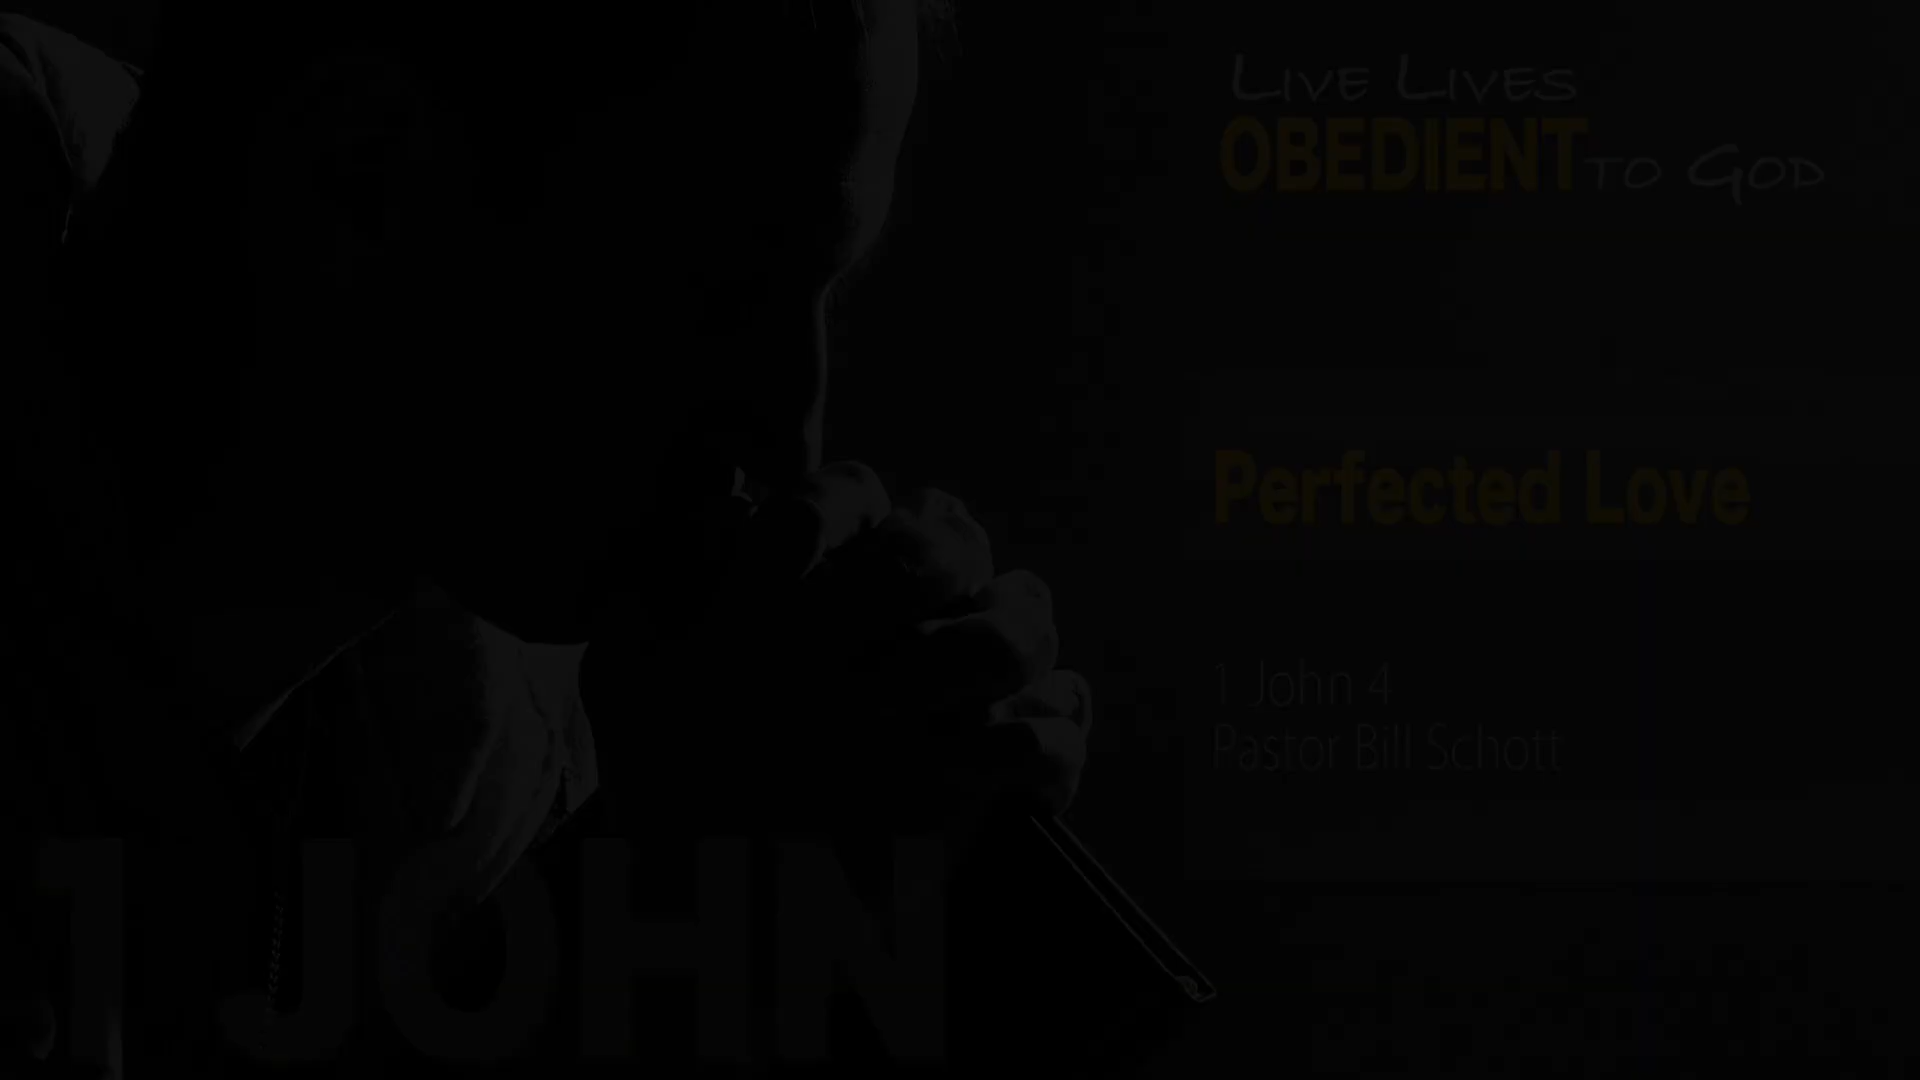 LIVE LIVES
OBEDIENT TO GOD
Perfected Love
1 John 4
Pastor Bill Schott
1 JOHN